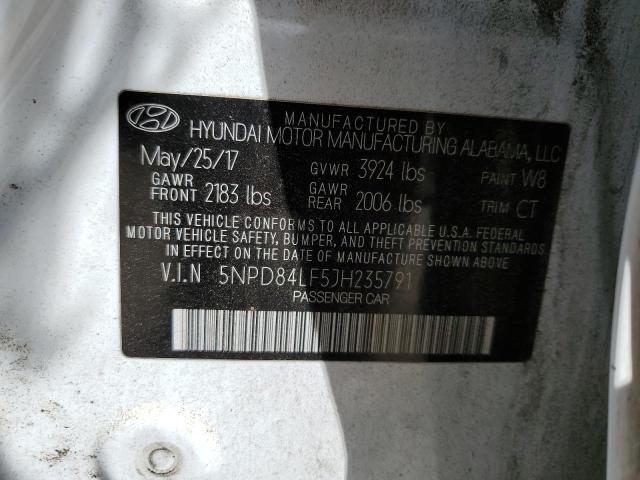 MANUFACTURED BY
HYUNDAI MOTOR MANUFACTURING ALABAMA, LLC
May/25/17 GVWR 3924 lbs PAINT W8
GAWR FRONT 2183 lbs GAWR REAR 2006 lbs TRIM CT
THIS VEHICLE CONFORMS TO ALL APPLICABLE U.S.A. FEDERAL
MOTOR VEHICLE SAFETY, BUMPER, AND THEFT PREVENTION STANDARDS
IN EFFECT ON THE DATE OF MANUFACTURE SHOWN ABOVE.
V.I.N 5NPD84LF5JH235791
PASSENGER CAR